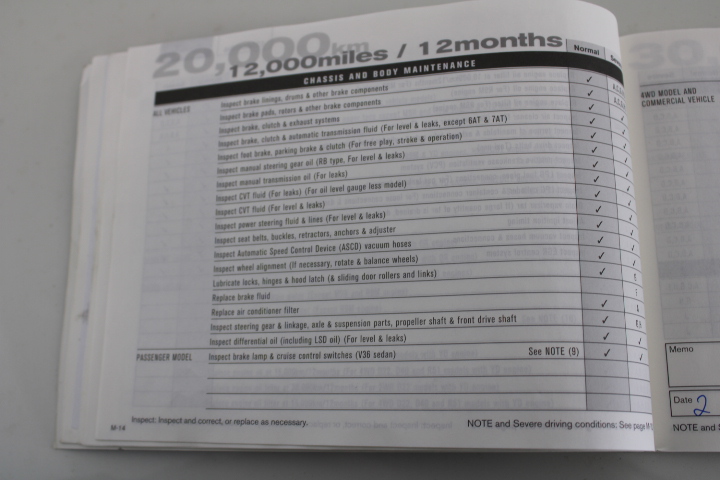 20,000km
12,000miles / 12months
Normal
CHASSIS AND BODY MAINTENANCE
ALL VEHICLES
Inspect brake linings, drums & other brake components ✓
Inspect brake pads, rotors & other brake components ✓
Inspect brake, clutch & exhaust systems ✓
Inspect brake, clutch & automatic transmission fluid (For level & leaks, except 6AT & 7AT) ✓
Inspect foot brake, parking brake & clutch (For free play, stroke & operation) ✓
Inspect manual steering gear oil (RB type, For level & leaks) ✓
Inspect manual transmission oil (For leaks) ✓
Inspect CVT fluid (For leaks) (For oil level gauge less model) ✓
Inspect CVT fluid (For level & leaks) ✓
Inspect power steering fluid & lines (For level & leaks) ✓
Inspect seat belts, buckles, retractors, anchors & adjuster ✓
Inspect Automatic Speed Control Device (ASCD) vacuum hoses ✓
Inspect wheel alignment (If necessary, rotate & balance wheels) ✓
Lubricate locks, hinges & hood latch (& sliding door rollers and links) ✓
Replace brake fluid
Replace air conditioner filter
Inspect steering gear & linkage, axle & suspension parts, propeller shaft & front drive shaft ✓
Inspect differential oil (including LSD oil) (For level & leaks) ✓
PASSENGER MODEL
Inspect brake lamp & cruise control switches (V36 sedan) See NOTE (9) ✓
Inspect: Inspect and correct, or replace as necessary.
NOTE and Severe driving conditions: See page
M-14
30,
4WD MODEL AND
COMMERCIAL VEHICLE
Memo
Date 2
NOTE and